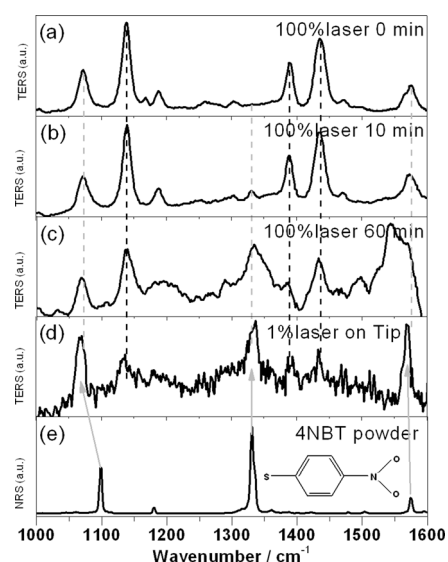 (a) 100%laser 0 min
TERS (a.u.)
(b) 100%laser 10 min
TERS (a.u.)
(c) 100%laser 60 min
TERS (a.u.)
(d) 1%laser on Tip
TERS (a.u.)
(e) 4NBT powder
NRS (a.u.)
S N O O
1000 1100 1200 1300 1400 1500 1600
Wavenumber / cm-1